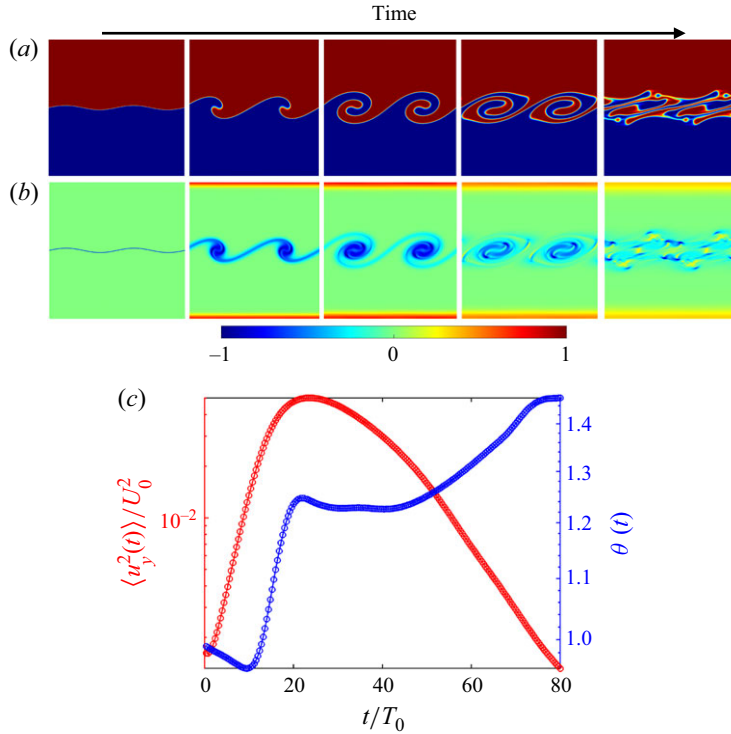 Time
(a)
(b)
−1 0 1
(c)
⟨u_y^2(t)⟩/U_0^2
10^−2
1.4
1.3
1.2
1.1
1.0
θ (t)
0 20 40 60 80
t/T_0